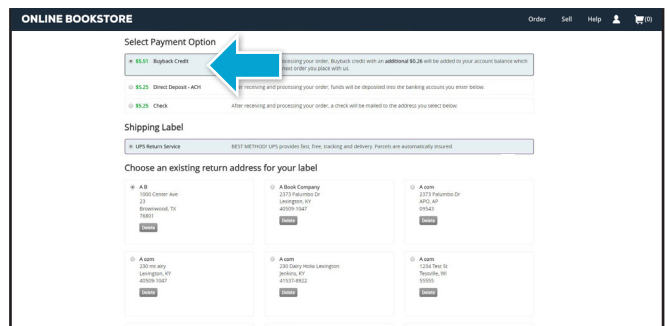 ONLINE BOOKSTORE
Order Sell Help (0)
Select Payment Option
$5.51 Buyback Credit
processing your order, Buyback credit with an additional $0.26 will be added to your account balance which
next order you place with us.
$5.25 Direct Deposit - ACH
After receiving and processing your order, funds will be deposited into the banking account you enter below.
$5.25 Check
After receiving and processing your order, a check will be mailed to the address you select below.
Shipping Label
UPS Return Service
BEST METHOD! UPS provides fast, free, tracking and delivery. Parcels are automatically insured.
Choose an existing return address for your label
A B
1000 Center Ave
23
Brownwood, TX
76801
Delete
A Book Company
2373 Palumbo Dr
Lexington, KY
40509-1047
Delete
A com
2373 Palumbo Dr
APO, AP
09543
Delete
A com
230 mt airy
Lexington, KY
40509-1047
Delete
A com
230 Dairy Hollw Lexington
Jenkins, KY
41537-8922
Delete
A com
1234 Test St
Testville, WI
55555
Delete